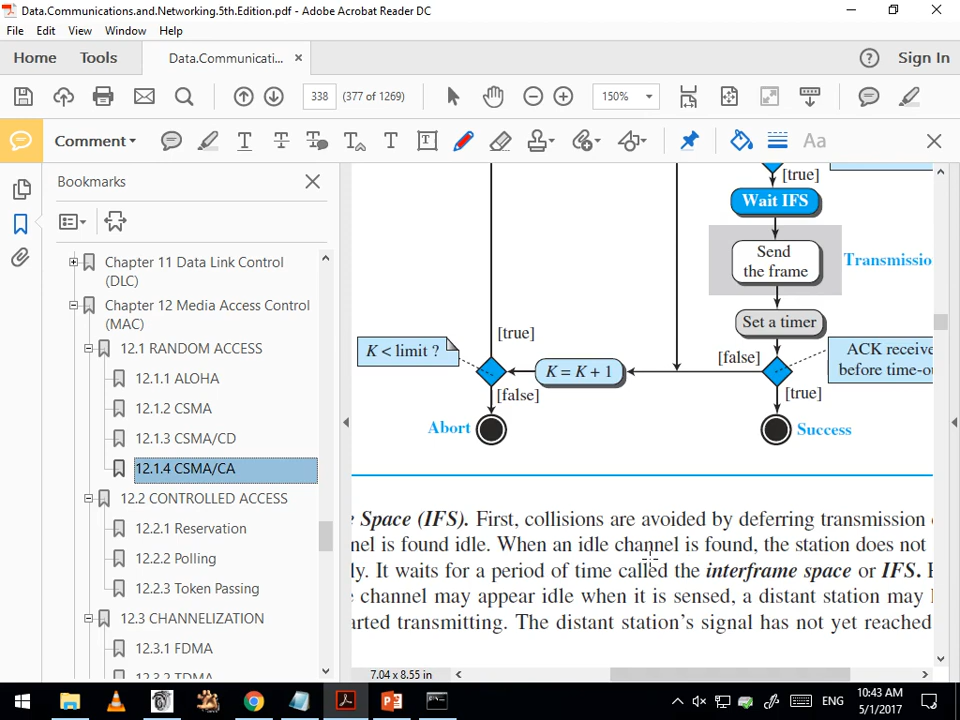 Data.Communications.and.Networking.5th.Edition.pdf - Adobe Acrobat Reader DC
File Edit View Window Help
Home Tools Data.Communicati... Sign In
338 (377 of 1269) 150%
Comment Aa
Bookmarks
Chapter 11 Data Link Control
(DLC)
Chapter 12 Media Access Control
(MAC)
12.1 RANDOM ACCESS
12.1.1 ALOHA
12.1.2 CSMA
12.1.3 CSMA/CD
12.1.4 CSMA/CA
12.2 CONTROLLED ACCESS
12.2.1 Reservation
12.2.2 Polling
12.2.3 Token Passing
12.3 CHANNELIZATION
12.3.1 FDMA
12.3.2 TDMA
[true]
Wait IFS
Send
the frame
Transmissio
Set a timer
[true]
K < limit ?
K = K + 1
[false]
ACK receive
before time-o
[false]
[true]
Abort
Success
e Space (IFS). First, collisions are avoided by deferring transmission
nel is found idle. When an idle channel is found, the station does not
ly. It waits for a period of time called the interframe space or IFS.
e channel may appear idle when it is sensed, a distant station may
arted transmitting. The distant station's signal has not yet reached
7.04 x 8.55 in
ENG
10:43 AM
5/1/2017